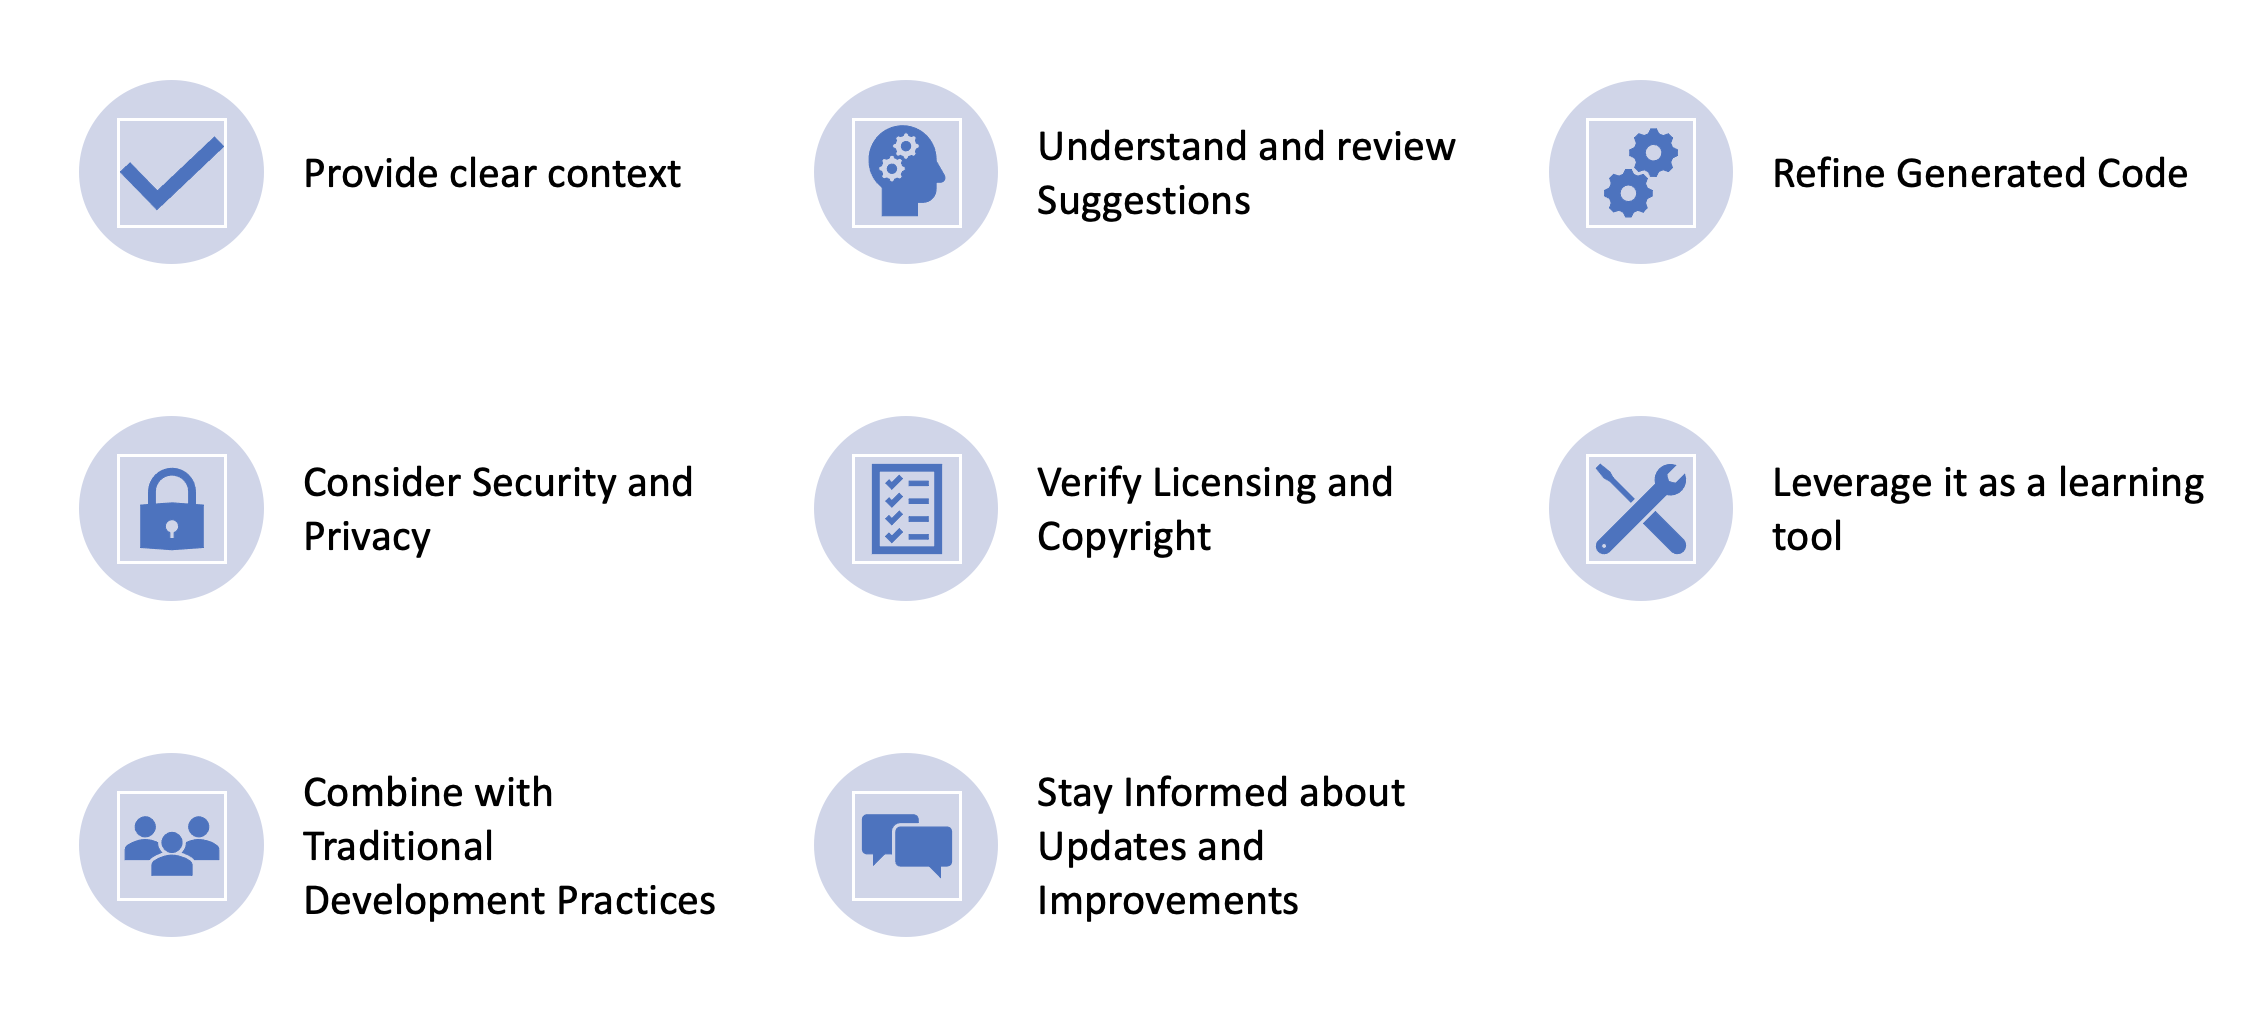 Provide clear context
Understand and review
Suggestions
Refine Generated Code
Consider Security and
Privacy
Verify Licensing and
Copyright
Leverage it as a learning
tool
Combine with
Traditional
Development Practices
Stay Informed about
Updates and
Improvements